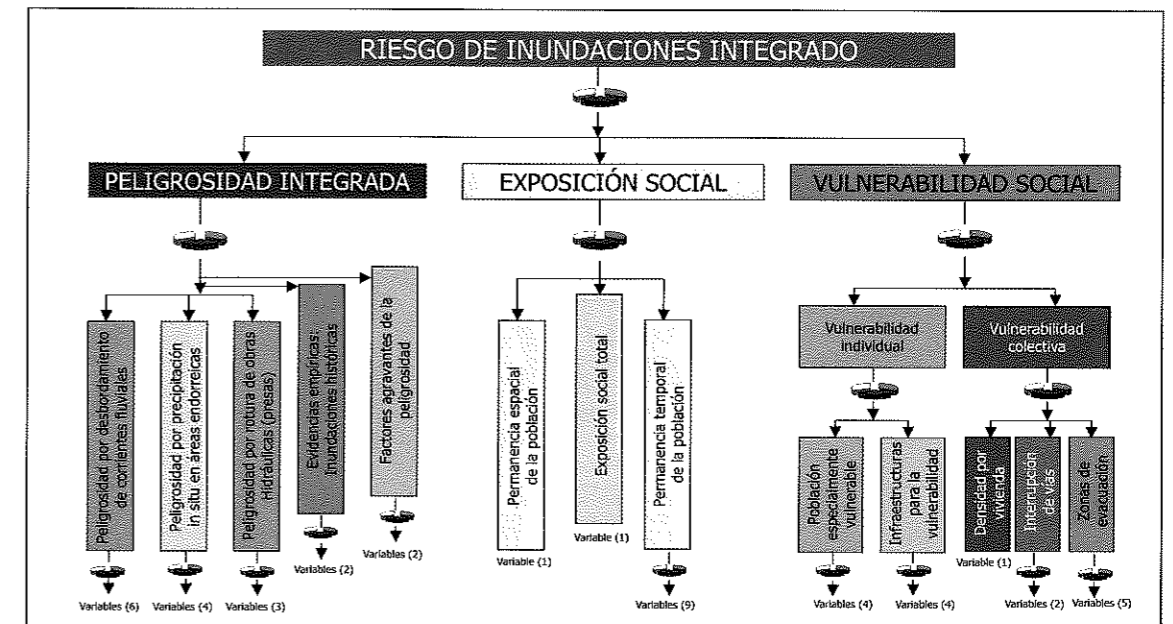 RIESGO DE INUNDACIONES INTEGRADO
PELIGROSIDAD INTEGRADA
EXPOSICIÓN SOCIAL
VULNERABILIDAD SOCIAL
Peligrosidad por desbordamiento
de corrientes fluviales
Peligrosidad por precipitación
in situ en áreas endorreicas
Peligrosidad por rotura de obras
Hidráulicas (presas)
Evidencias empíricas:
Inundaciones históricas
Factores agravantes de la
peligrosidad
Permanencia espacial
de la población
Exposición social total
Permanencia temporal
de la población
Vulnerabilidad
individual
Vulnerabilidad
colectiva
Población
especialmente
vulnerable
Infraestructuras
para la
vulnerabilidad
Densidad por
vivienda
Interrupción
de vías
Zomas de
evacuación
Variables (6)
Variables (4)
Variables (3)
Variables (2)
Variables (2)
Variable (1)
Variable (1)
Variables (9)
Variables (4)
Variables (4)
Variable (1)
Variables (2)
Variables (5)